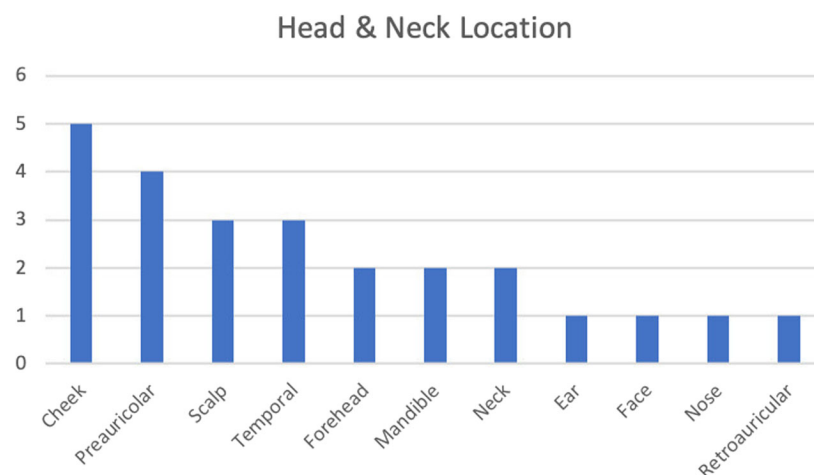 Head & Neck Location
6
5
4
3
2
1
0
Cheek
Preauricolar
Scalp
Temporal
Forehead
Mandible
Neck
Ear
Face
Nose
Retroauricular